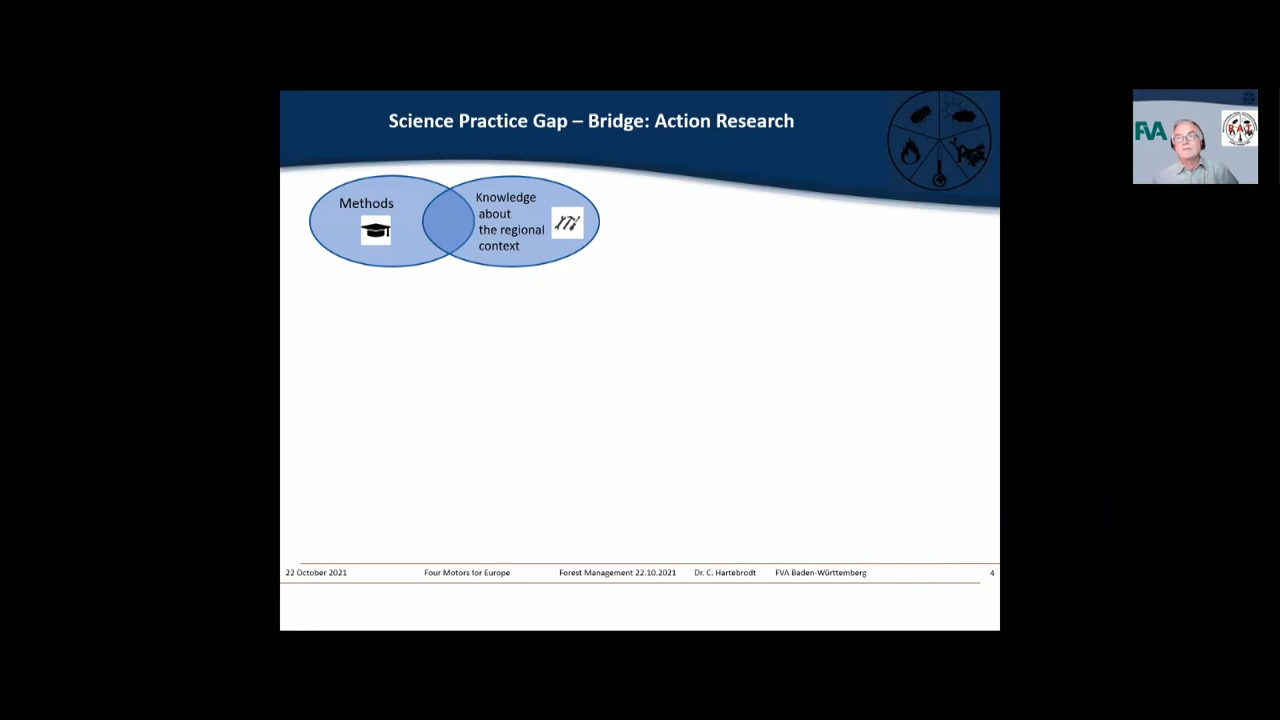 Science Practice Gap – Bridge: Action Research
Methods
Knowledge
about
the regional
context
FVA
RAT
22 October 2021 Four Motors for Europe Forest Management 22.10.2021 Dr. C. Hartebrodt FVA Baden-Württemberg 4